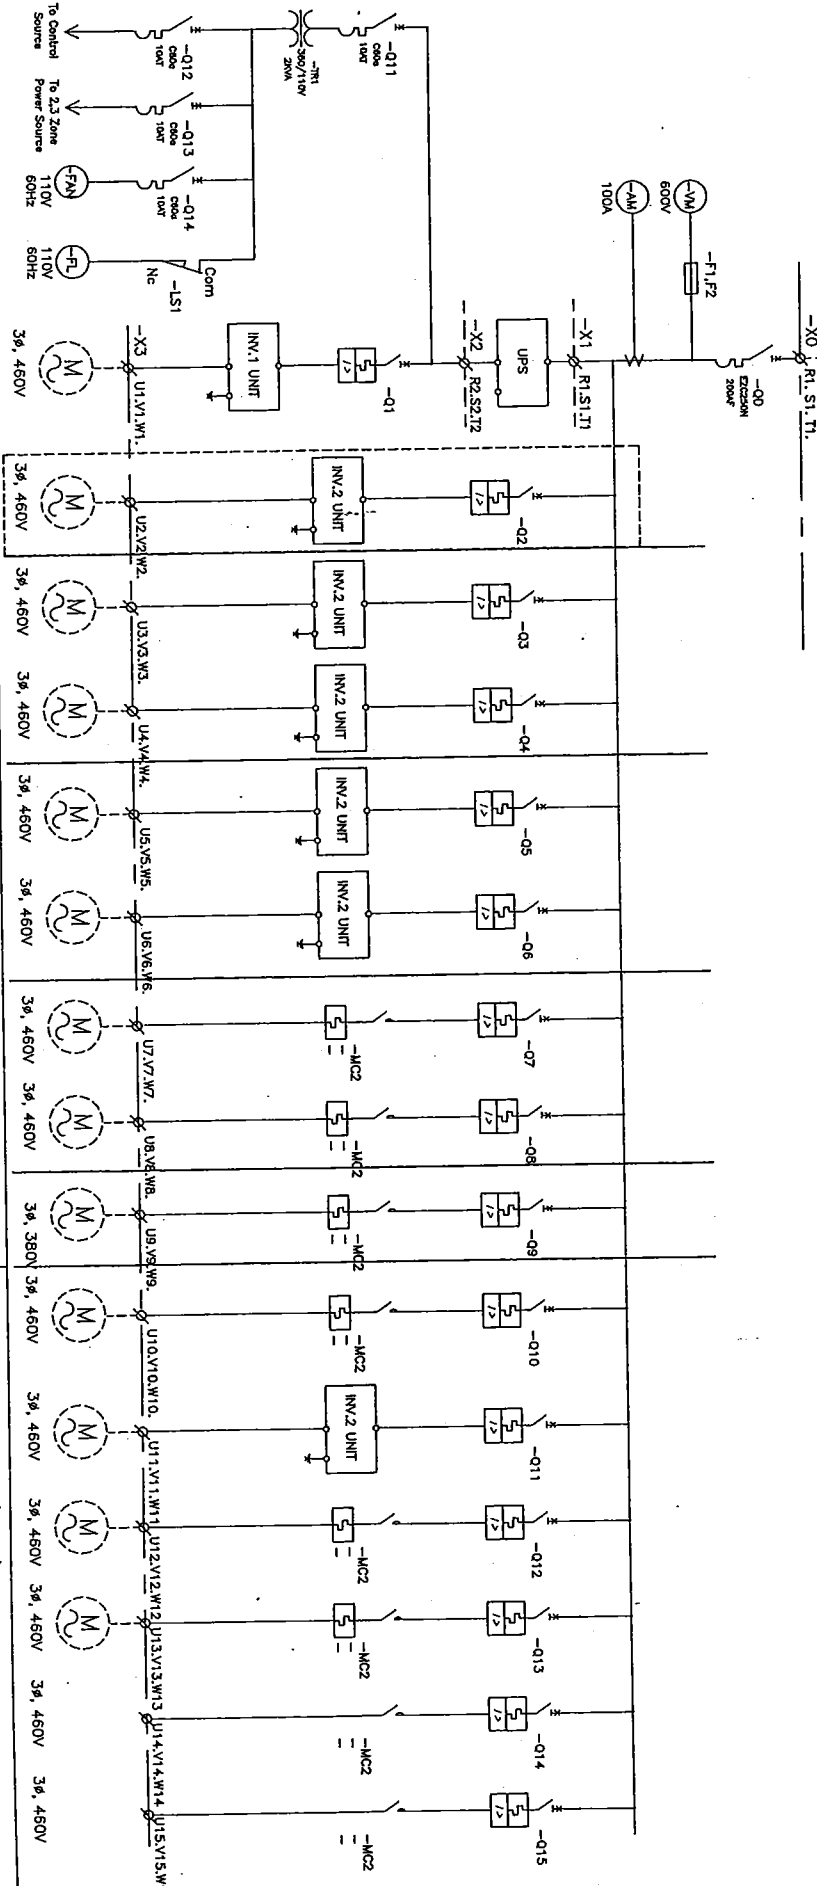 -X0
R1. S1. T1.
-Q0
EZC250N
200AF
-F1,F2
-VM
600V
-AM
100A
-X1
R1.S1.T1
UPS
-X2
R2.S2.T2
-Q11
C60a
10AT
-TR1
380/110V
2KVA
-Q12
C60a
10AT
To Control
Source
-Q13
C60a
10AT
To 2,3 Zone
Power Source
-Q14
C60a
10AT
-FAN
110V
60Hz
Com
-LS1
Nc
-FL
110V
60Hz
-Q1
-Q2
-Q3
-Q4
-Q5
-Q6
-Q7
-Q8
-Q9
-Q10
-Q11
-Q12
-Q13
-Q14
-Q15
INV.1 UNIT
INV.2 UNIT
INV.2 UNIT
INV.2 UNIT
INV.2 UNIT
INV.2 UNIT
-MC2
-MC2
-MC2
-MC2
INV.2 UNIT
-MC2
-MC2
-MC2
-MC2
-X3
U1.V1.W1.
U2.V2.W2.
U3.V3.W3.
U4.V4.W4.
U5.V5.W5.
U6.V6.W6.
U7.V7.W7.
U8.V8.W8.
U9.V9.W9.
U10.V10.W10.
U11.V11.W11
U12.V12.W12
U13.V13.W13
U14.V14.W14
U15.V15.W
M
M
M
M
M
M
M
M
M
M
M
M
M
3ø, 460V
3ø, 460V
3ø, 460V
3ø, 460V
3ø, 460V
3ø, 460V
3ø, 460V
3ø, 460V
3ø, 380V
3ø, 460V
3ø, 460V
3ø, 460V
3ø, 460V
3ø, 460V
3ø, 460V